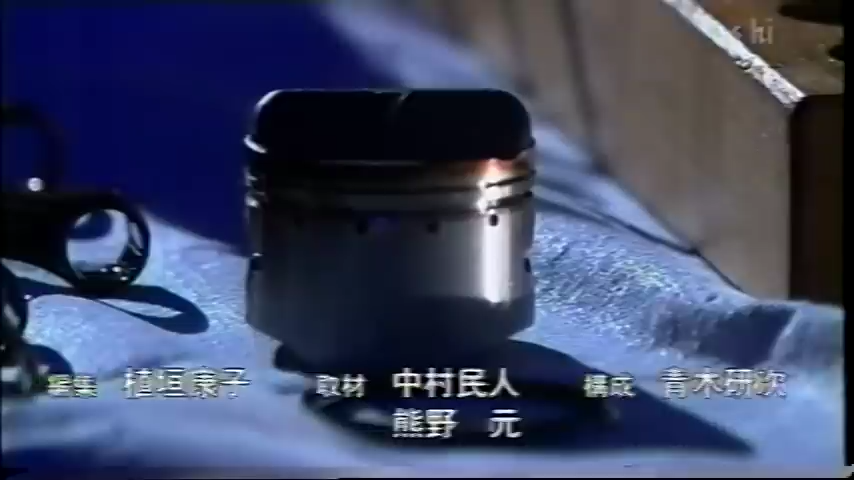 編集 植垣康子 取材 中村民人 構成 青木研次
熊野 元